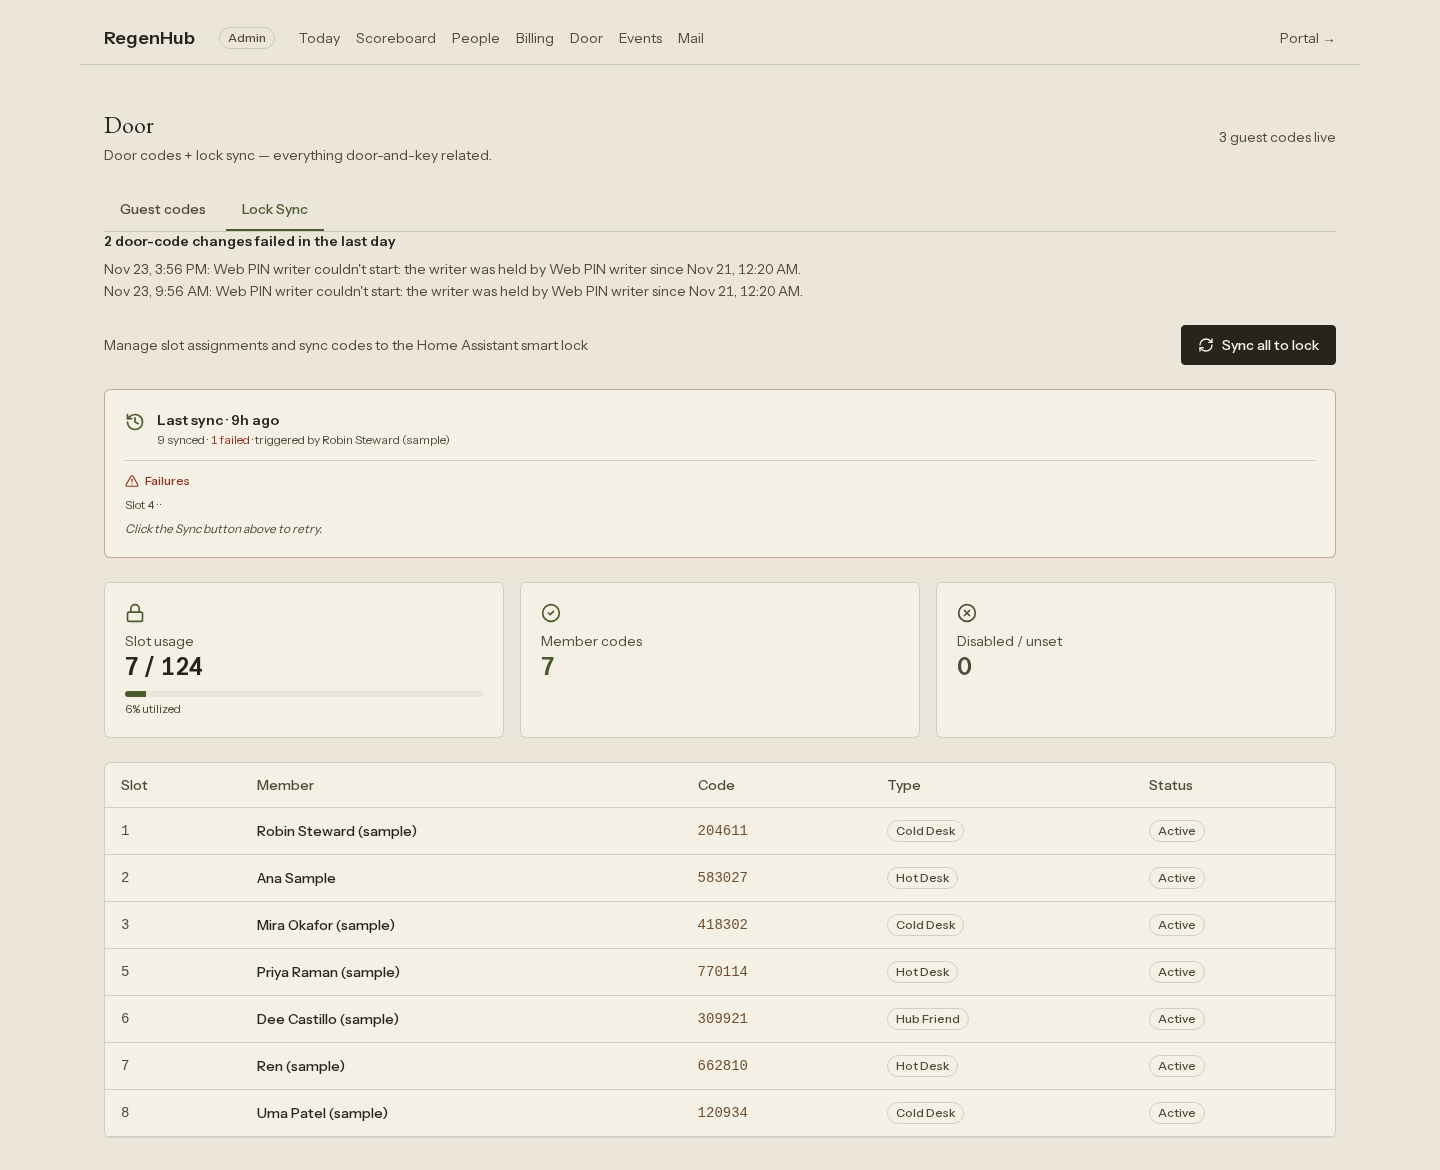 RegenHub
Admin
Today
Scoreboard
People
Billing
Door
Events
Mail
Portal →
Door
Door codes + lock sync — everything door-and-key related.
3 guest codes live
Guest codes
Lock Sync
2 door-code changes failed in the last day
Nov 23, 3:56 PM: Web PIN writer couldn't start: the writer was held by Web PIN writer since Nov 21, 12:20 AM.
Nov 23, 9:56 AM: Web PIN writer couldn't start: the writer was held by Web PIN writer since Nov 21, 12:20 AM.
Manage slot assignments and sync codes to the Home Assistant smart lock
Sync all to lock
Last sync · 9h ago
9 synced · 1 failed · triggered by Robin Steward (sample)
Failures
Slot 4 · ·
Click the Sync button above to retry.
Slot usage
7 / 124
6% utilized
Member codes
7
Disabled / unset
0
Slot Member Code Type Status
1 Robin Steward (sample) 204611 Cold Desk Active
2 Ana Sample 583027 Hot Desk Active
3 Mira Okafor (sample) 418302 Cold Desk Active
5 Priya Raman (sample) 770114 Hot Desk Active
6 Dee Castillo (sample) 309921 Hub Friend Active
7 Ren (sample) 662810 Hot Desk Active
8 Uma Patel (sample) 120934 Cold Desk Active